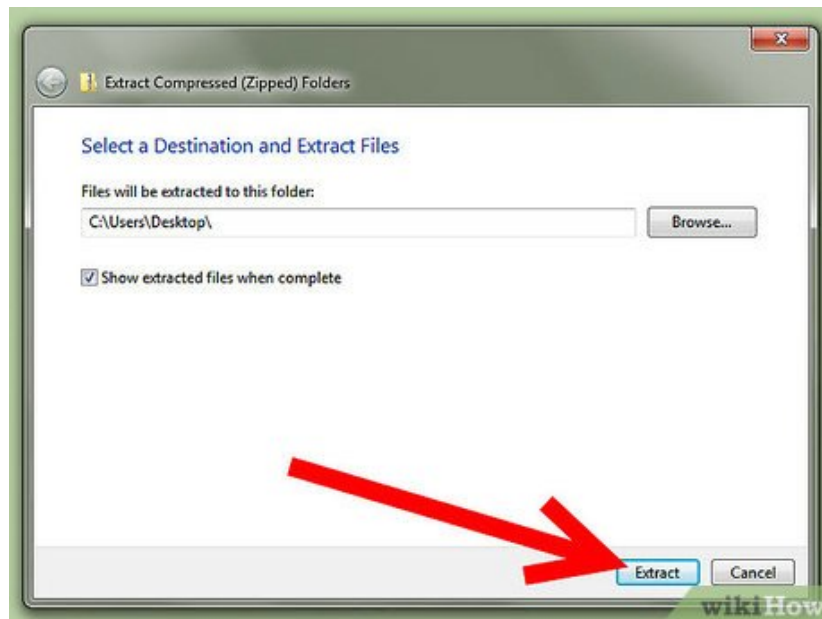 Extract Compressed (Zipped) Folders
Select a Destination and Extract Files
Files will be extracted to this folder:
C:\Users\Desktop\
Browse...
Show extracted files when complete
Extract
Cancel
wikiHow